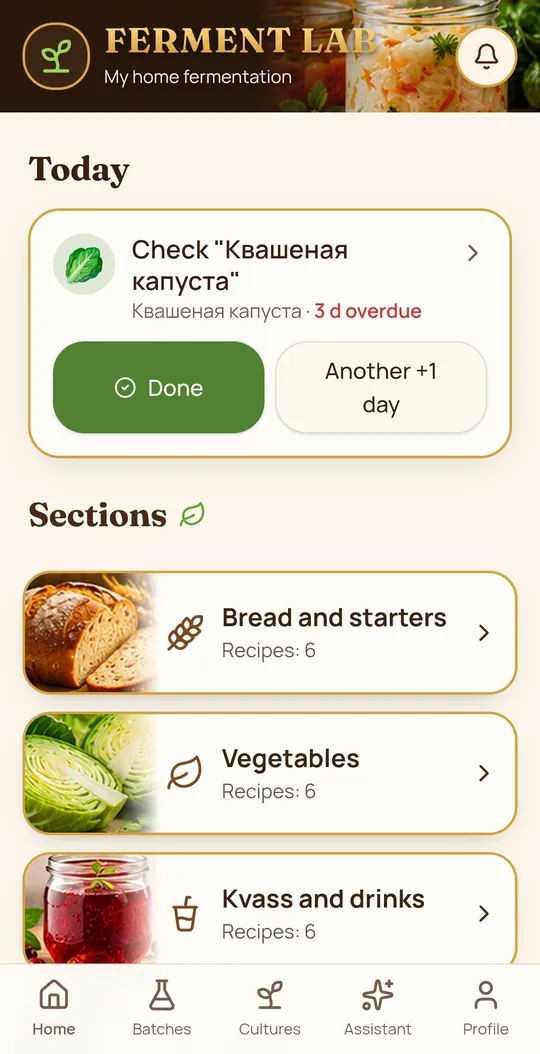 FERMENT LAB
My home fermentation
Today
Check "Квашеная
капуста"
Квашеная капуста · 3 d overdue
Done
Another +1
day
Sections
Bread and starters
Recipes: 6
Vegetables
Recipes: 6
Kvass and drinks
Recipes: 6
Home
Batches
Cultures
Assistant
Profile